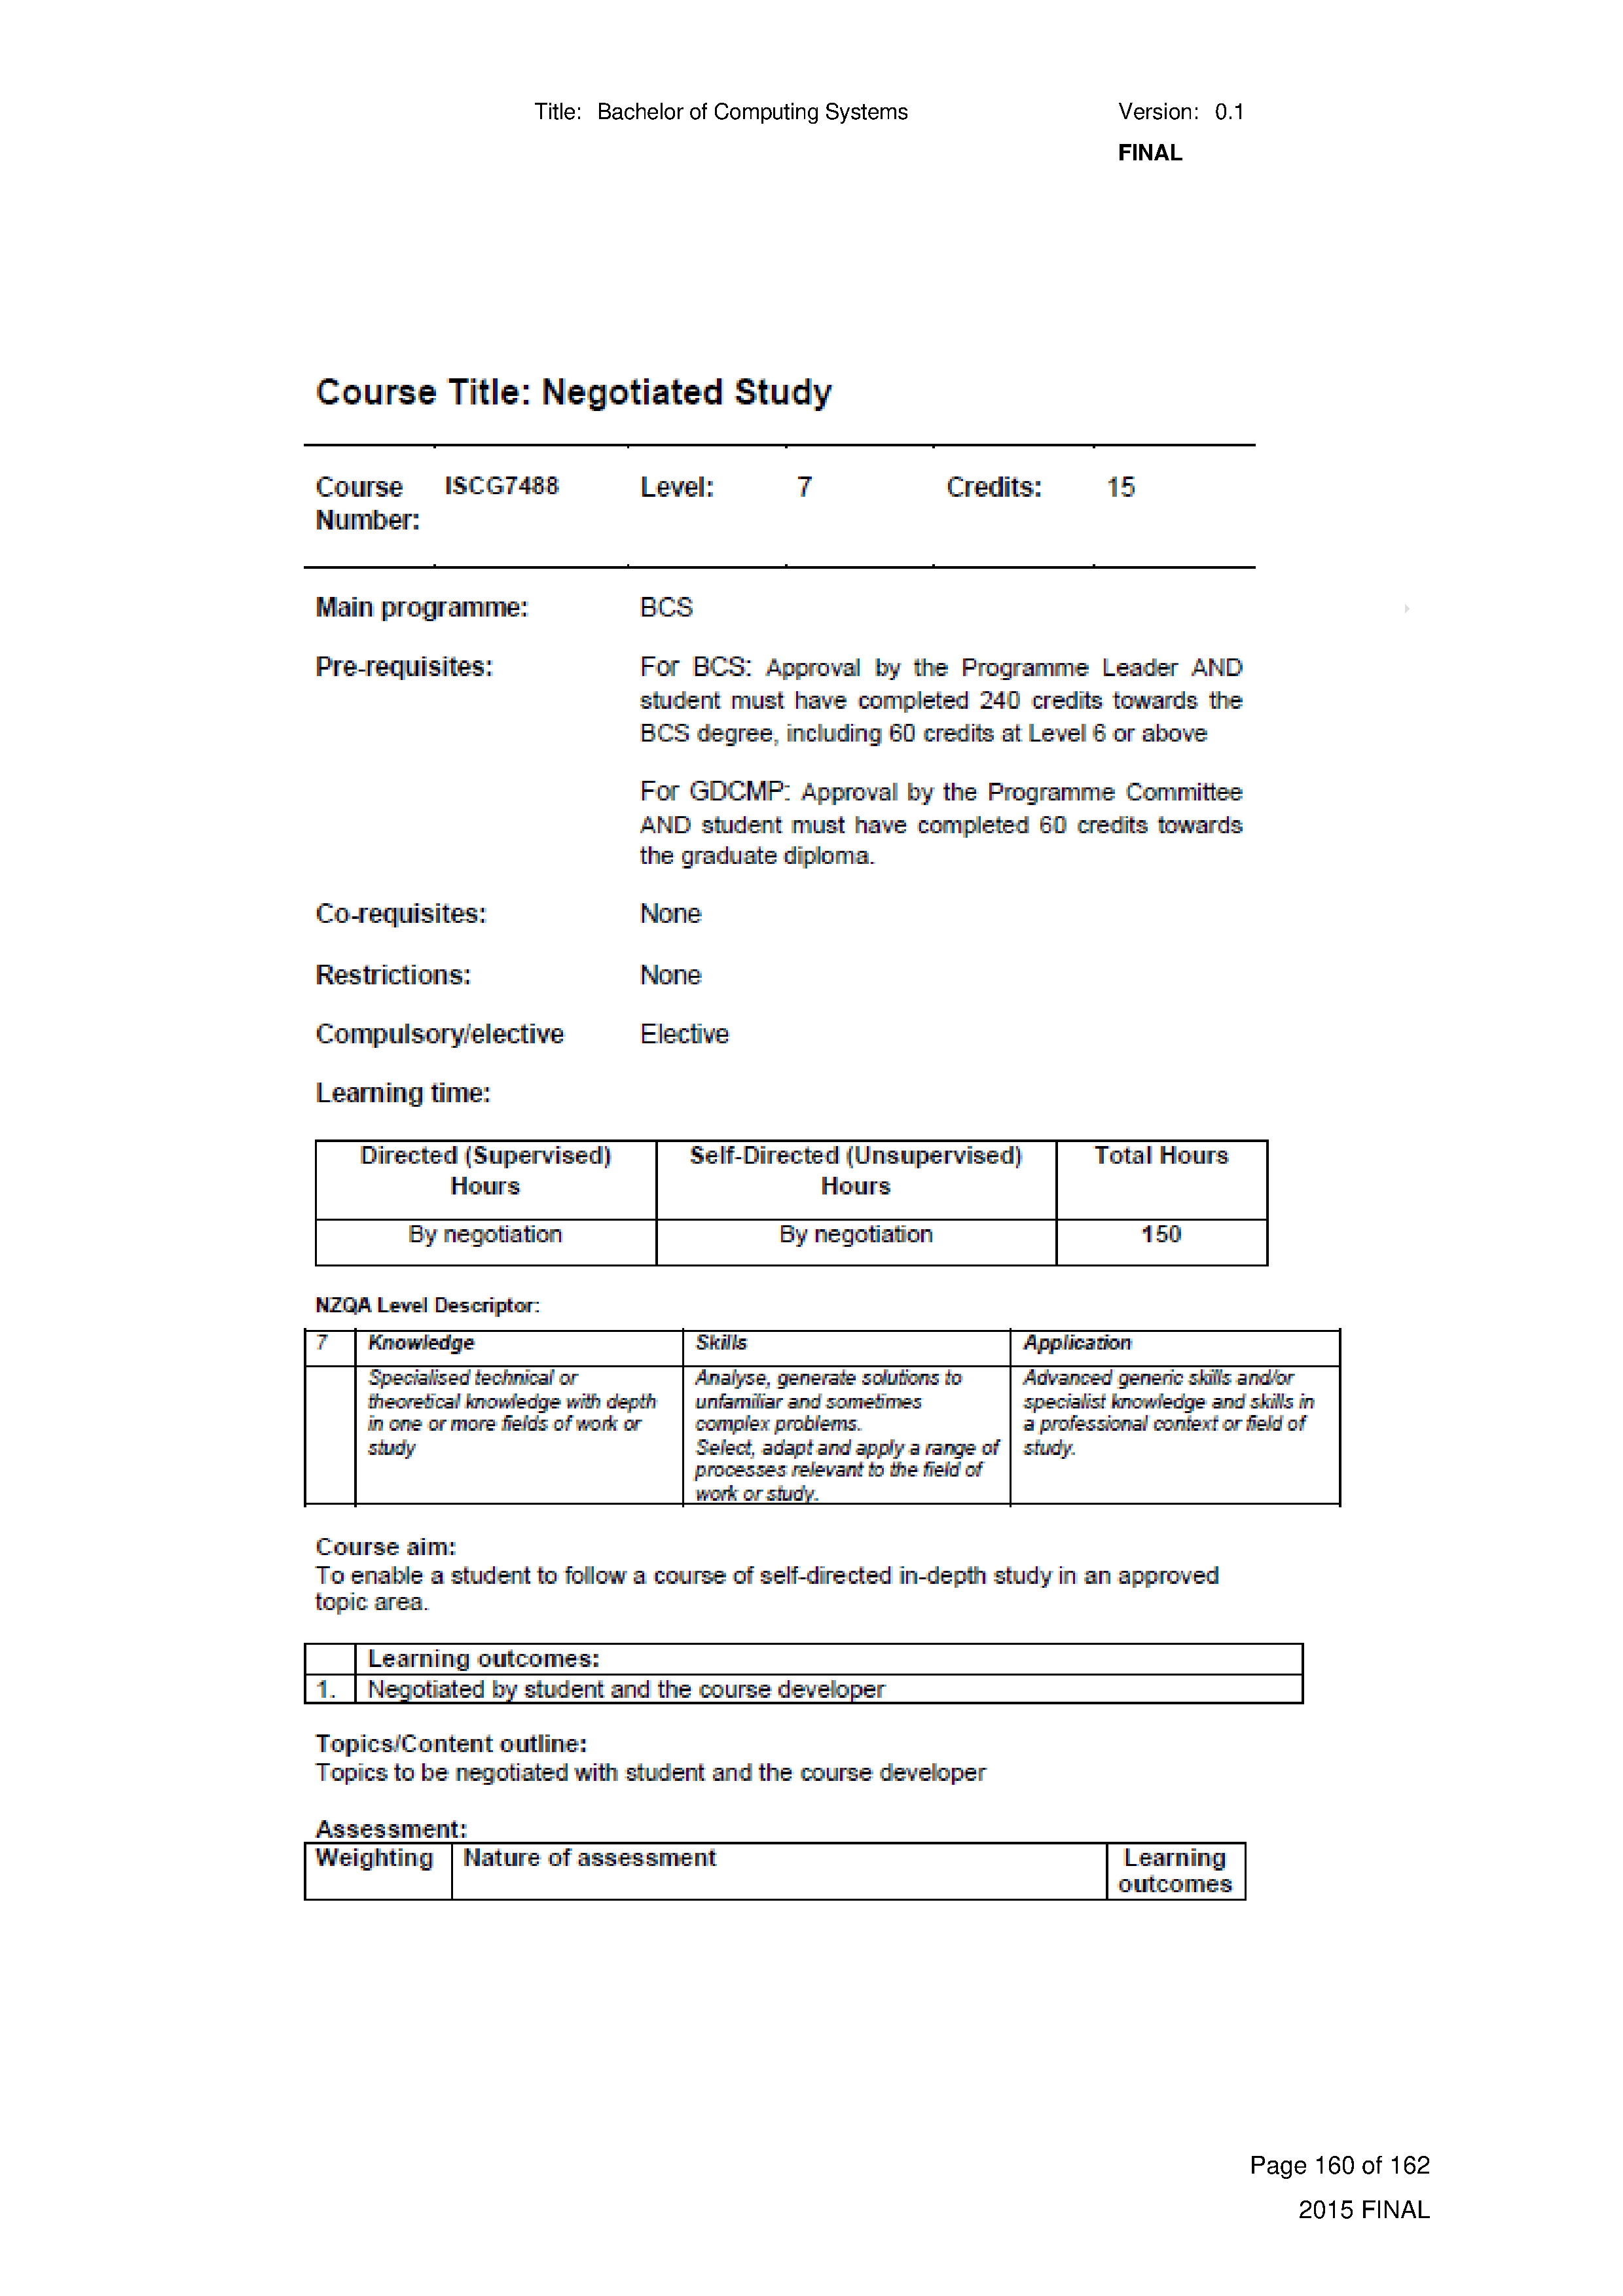 Title: Bachelor of Computing Systems Version: 0.1
FINAL
Course Title: Negotiated Study
Course Number: ISCG7488 Level: 7 Credits: 15
Main programme: BCS
Pre-requisites: For BCS: Approval by the Programme Leader AND
student must have completed 240 credits towards the
BCS degree, including 60 credits at Level 6 or above
For GDCMP: Approval by the Programme Committee
AND student must have completed 60 credits towards
the graduate diploma.
Co-requisites: None
Restrictions: None
Compulsory/elective Elective
Learning time:
Directed (Supervised) Hours Self-Directed (Unsupervised) Hours Total Hours
By negotiation By negotiation 150
NZQA Level Descriptor:
7 Knowledge Skills Application
Specialised technical or
theoretical knowledge with depth
in one or more fields of work or
study
Analyse, generate solutions to
unfamiliar and sometimes
complex problems.
Select, adapt and apply a range of
processes relevant to the field of
work or study.
Advanced generic skills and/or
specialist knowledge and skills in
a professional context or field of
study.
Course aim:
To enable a student to follow a course of self-directed in-depth study in an approved
topic area.
Learning outcomes:
1. Negotiated by student and the course developer
Topics/Content outline:
Topics to be negotiated with student and the course developer
Assessment:
Weighting Nature of assessment Learning outcomes
Page 160 of 162
2015 FINAL